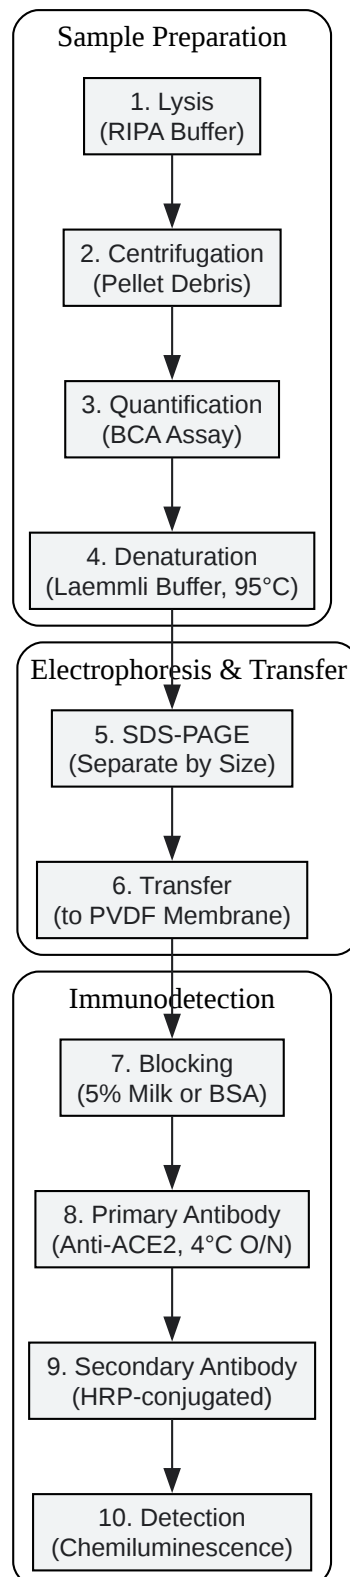 Sample Preparation
1. Lysis
(RIPA Buffer)
2. Centrifugation
(Pellet Debris)
3. Quantification
(BCA Assay)
4. Denaturation
(Laemmli Buffer, 95°C)
Electrophoresis & Transfer
5. SDS-PAGE
(Separate by Size)
6. Transfer
(to PVDF Membrane)
Immunodetection
7. Blocking
(5% Milk or BSA)
8. Primary Antibody
(Anti-ACE2, 4°C O/N)
9. Secondary Antibody
(HRP-conjugated)
10. Detection
(Chemiluminescence)